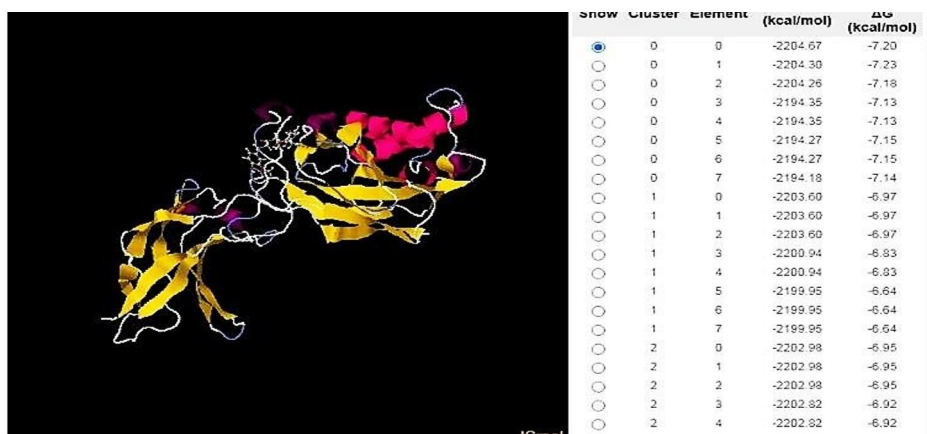 Show Cluster Element (kcal/mol) ΔG (kcal/mol)
0 0 -2204.67 -7.20
0 1 -2204.30 -7.23
0 2 -2204.26 -7.18
0 3 -2194.35 -7.13
0 4 -2194.35 -7.13
0 5 -2194.27 -7.15
0 6 -2194.27 -7.15
0 7 -2194.18 -7.14
1 0 -2203.60 -6.97
1 1 -2203.60 -6.97
1 2 -2203.60 -6.97
1 3 -2200.94 -6.83
1 4 -2200.94 -6.83
1 5 -2199.95 -6.64
1 6 -2199.95 -6.64
1 7 -2199.95 -6.64
2 0 -2202.98 -6.95
2 1 -2202.98 -6.95
2 2 -2202.98 -6.95
2 3 -2202.82 -6.92
2 4 -2202.82 -6.92